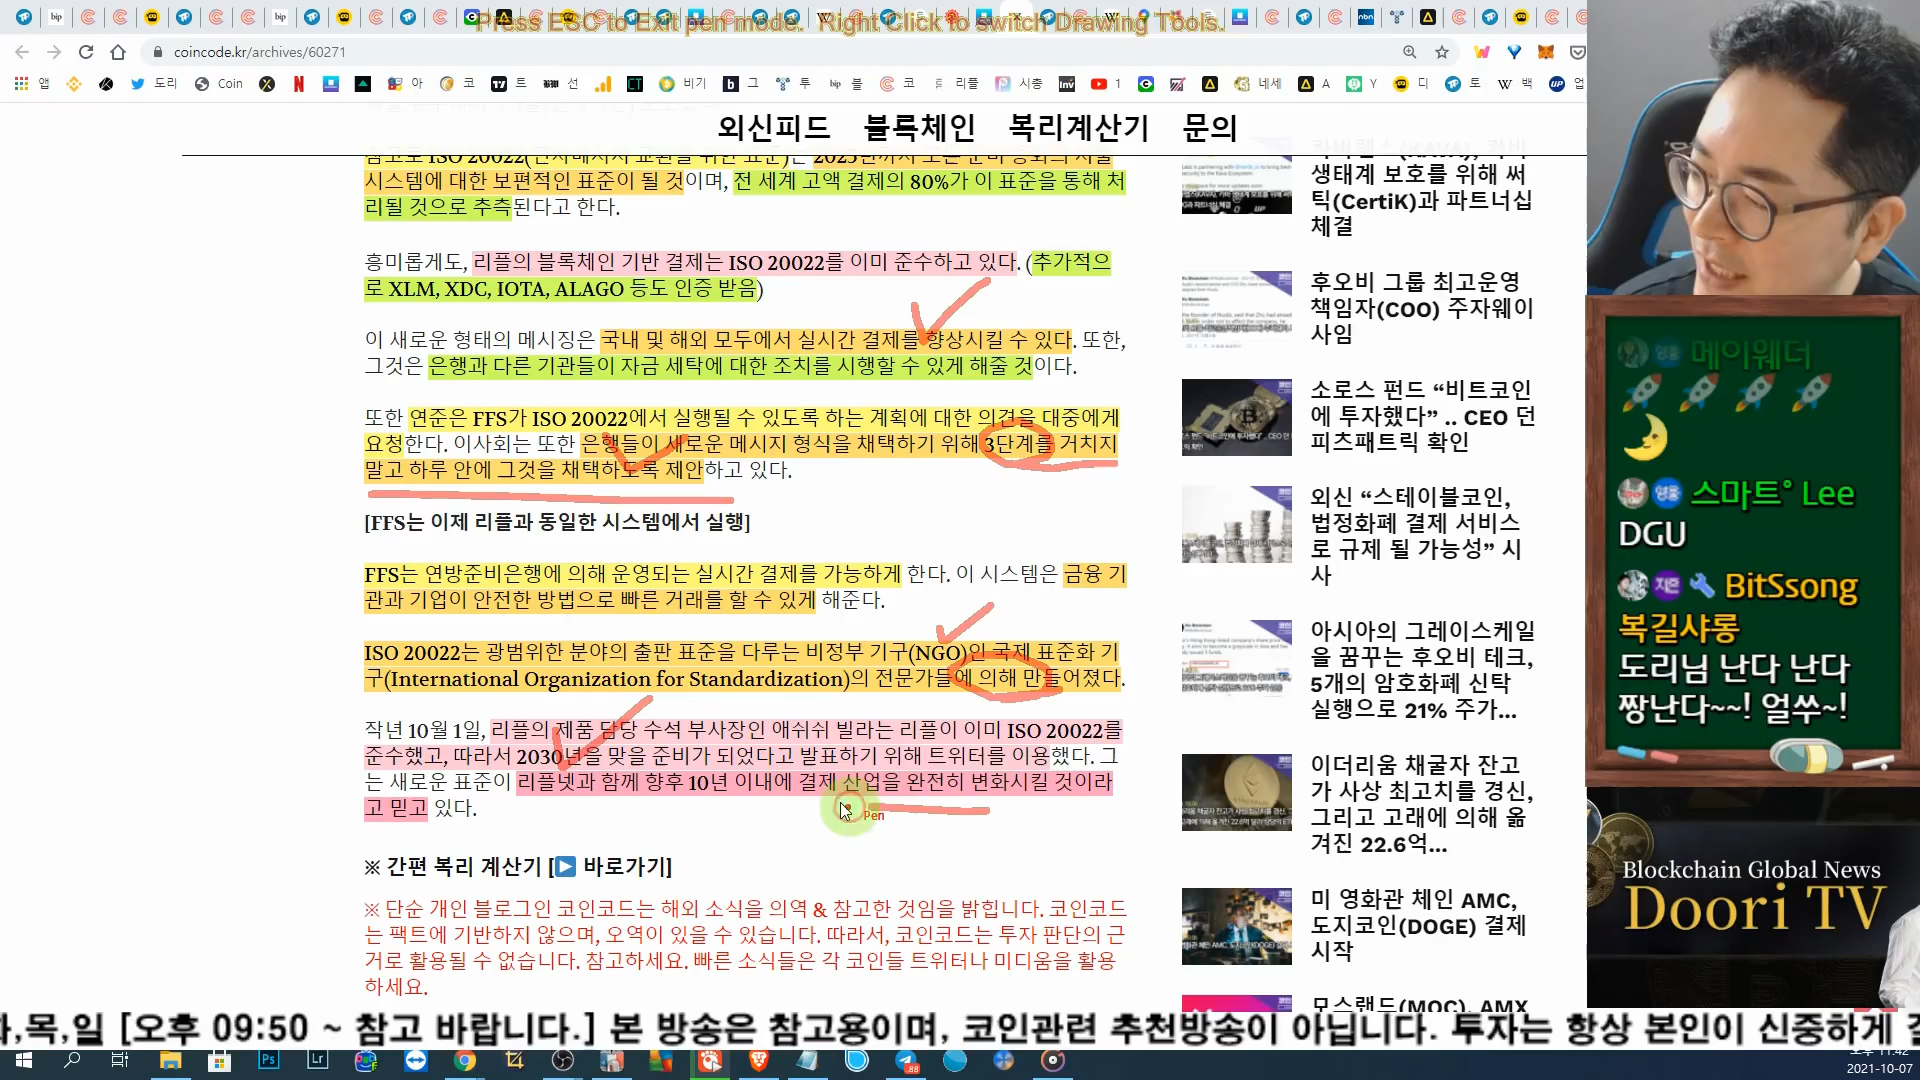 Press ESC to Exit pen mode. Right Click to switch Drawing Tools.
coincode.kr/archives/60271
앱
도리
Coin
아
코
트
선
비기
그
투
블
코
리플
시총
1
네세
A
Y
디
토
백
업
외신피드 블록체인 복리계산기 문의
시스템에 대한 보편적인 표준이 될 것이며, 전 세계 고액 결제의 80%가 이 표준을 통해 처
리될 것으로 추측된다고 한다.
흥미롭게도, 리플의 블록체인 기반 결제는 ISO 20022를 이미 준수하고 있다. (추가적으
로 XLM, XDC, IOTA, ALAGO 등도 인증 받음)
이 새로운 형태의 메시징은 국내 및 해외 모두에서 실시간 결제를 향상시킬 수 있다. 또한,
그것은 은행과 다른 기관들이 자금 세탁에 대한 조치를 시행할 수 있게 해줄 것이다.
또한 연준은 FFS가 ISO 20022에서 실행될 수 있도록 하는 계획에 대한 의견을 대중에게
요청한다. 이사회는 또한 은행들이 새로운 메시지 형식을 채택하기 위해 3단계를 거치지
말고 하루 안에 그것을 채택하도록 제안하고 있다.
[FFS는 이제 리플과 동일한 시스템에서 실행]
FFS는 연방준비은행에 의해 운영되는 실시간 결제를 가능하게 한다. 이 시스템은 금융 기
관과 기업이 안전한 방법으로 빠른 거래를 할 수 있게 해준다.
ISO 20022는 광범위한 분야의 출판 표준을 다루는 비정부 기구(NGO)인 국제 표준화 기
구(International Organization for Standardization)의 전문가들에 의해 만들어졌다.
작년 10월 1일, 리플의 제품 담당 수석 부사장인 애쉬쉬 빌라는 리플이 이미 ISO 20022를
준수했고, 따라서 2030년을 맞을 준비가 되었다고 발표하기 위해 트위터를 이용했다. 그
는 새로운 표준이 리플넷과 함께 향후 10년 이내에 결제 산업을 완전히 변화시킬 것이라
고 믿고 있다.
Pen
※ 간편 복리 계산기 [▶ 바로가기]
※ 단순 개인 블로그인 코인코드는 해외 소식을 의역 & 참고한 것임을 밝힙니다. 코인코드
는 팩트에 기반하지 않으며, 오역이 있을 수 있습니다. 따라서, 코인코드는 투자 판단의 근
거로 활용될 수 없습니다. 참고하세요. 빠른 소식들은 각 코인들 트위터나 미디움을 활용
하세요.
생태계 보호를 위해 써
틱(CertiK)과 파트너십
체결
후오비 그룹 최고운영
책임자(COO) 주자웨이
사임
소로스 펀드 “비트코인
에 투자했다” .. CEO 던
피츠패트릭 확인
외신 “스테이블코인,
법정화폐 결제 서비스
로 규제 될 가능성” 시
사
아시아의 그레이스케일
을 꿈꾸는 후오비 테크,
5개의 암호화폐 신탁
실행으로 21% 주가...
이더리움 채굴자 잔고
가 사상 최고치를 경신,
그리고 고래에 의해 옮
겨진 22.6억...
미 영화관 체인 AMC,
도지코인(DOGE) 결제
시작
모스랜드(MOC), AMX
메이웨더
스마트° Lee
DGU
BitSsong
복길샤롱
도리님 난다 난다
짱난다~~! 얼쑤~!
Blockchain Global News
Doori TV
화,목,일 [오후 09:50 ~ 참고 바랍니다.] 본 방송은 참고용이며, 코인관련 추천방송이 아닙니다. 투자는 항상 본인이 신중하게
오후 11:42
2021-10-07